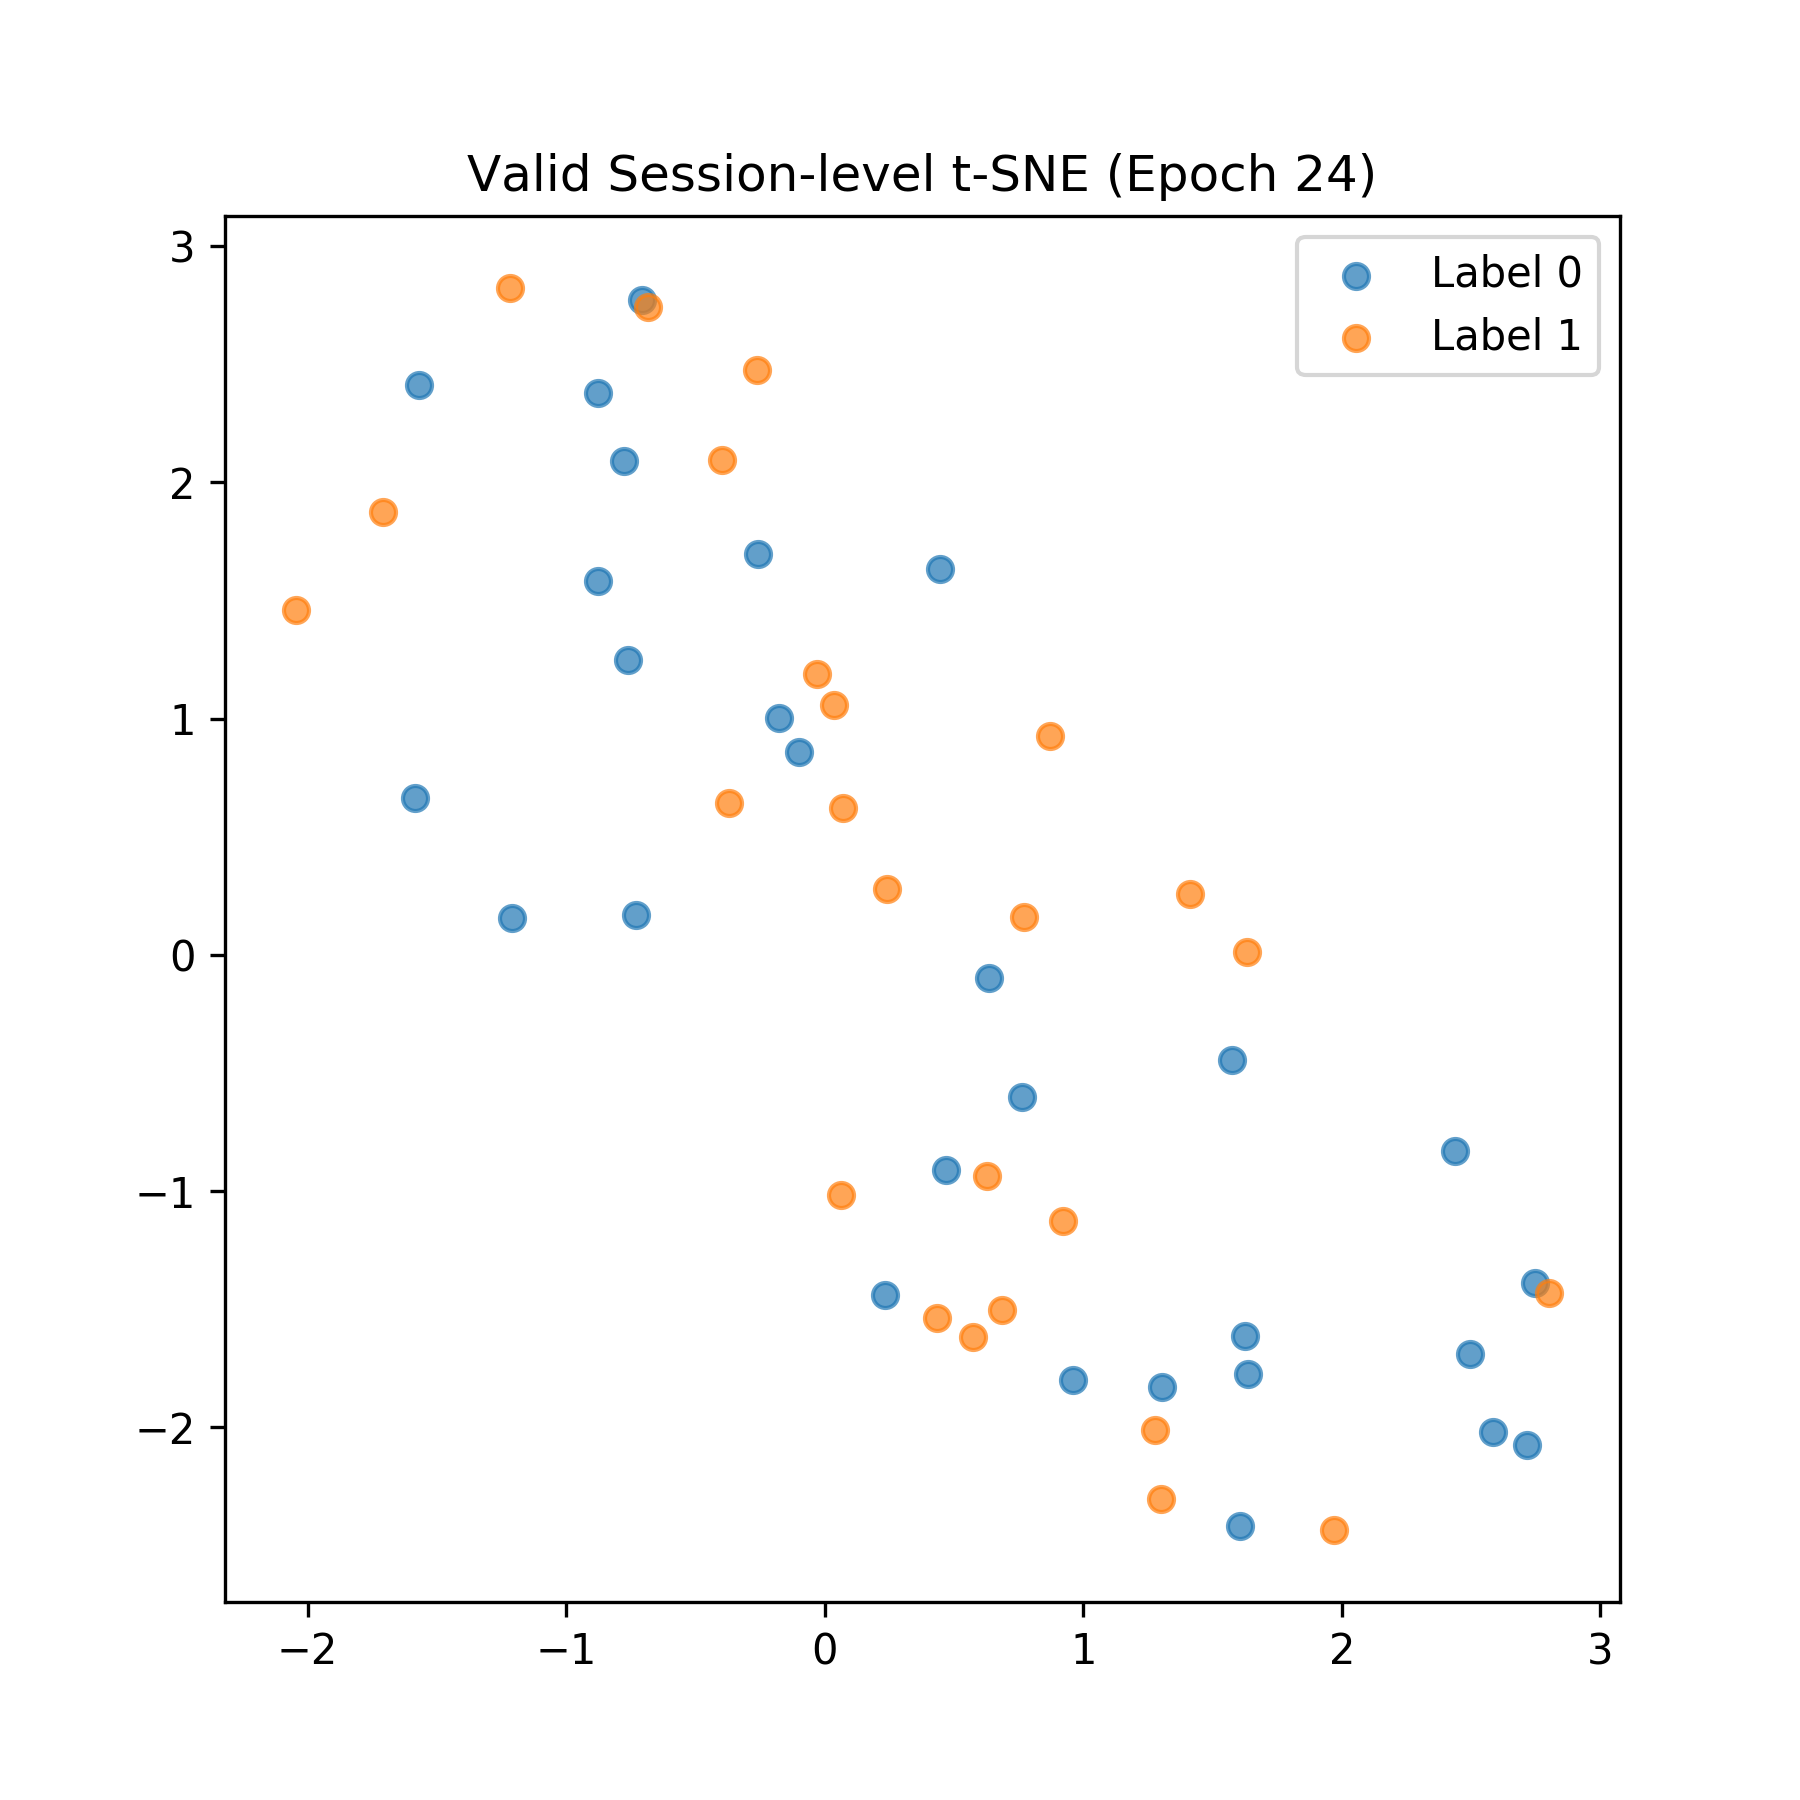 Valid Session-level t-SNE (Epoch 24)
Label 0
Label 1
3
2
1
0
−1
−2
−2 −1 0 1 2 3